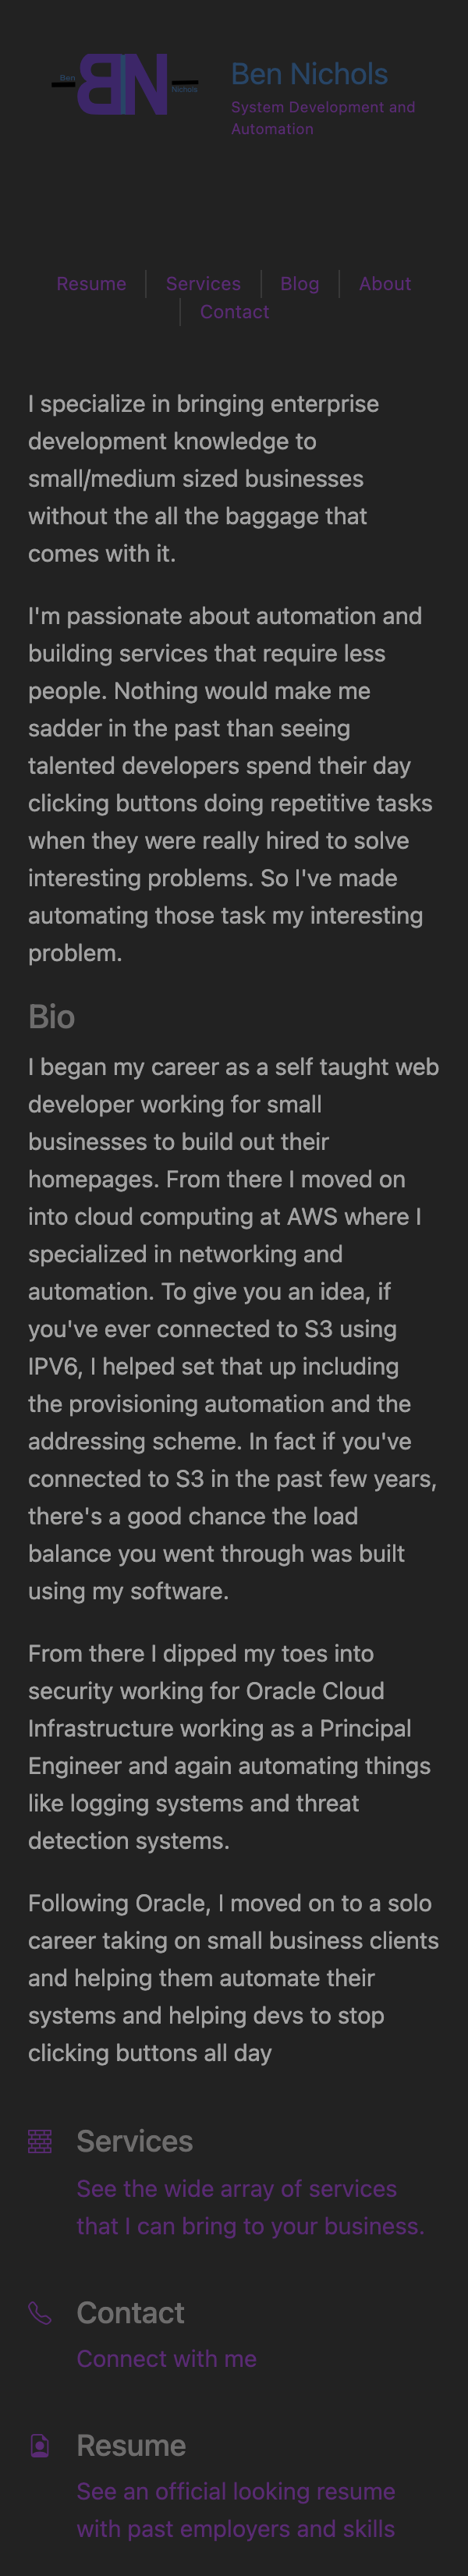 Ben
BN
Nichols
Ben Nichols
System Development and
Automation
Resume
Services
Blog
About
Contact
I specialize in bringing enterprise
development knowledge to
small/medium sized businesses
without the all the baggage that
comes with it.
I'm passionate about automation and
building services that require less
people. Nothing would make me
sadder in the past than seeing
talented developers spend their day
clicking buttons doing repetitive tasks
when they were really hired to solve
interesting problems. So I've made
automating those task my interesting
problem.
Bio
I began my career as a self taught web
developer working for small
businesses to build out their
homepages. From there I moved on
into cloud computing at AWS where I
specialized in networking and
automation. To give you an idea, if
you've ever connected to S3 using
IPV6, I helped set that up including
the provisioning automation and the
addressing scheme. In fact if you've
connected to S3 in the past few years,
there's a good chance the load
balance you went through was built
using my software.
From there I dipped my toes into
security working for Oracle Cloud
Infrastructure working as a Principal
Engineer and again automating things
like logging systems and threat
detection systems.
Following Oracle, I moved on to a solo
career taking on small business clients
and helping them automate their
systems and helping devs to stop
clicking buttons all day
Services
See the wide array of services
that I can bring to your business.
Contact
Connect with me
Resume
See an official looking resume
with past employers and skills